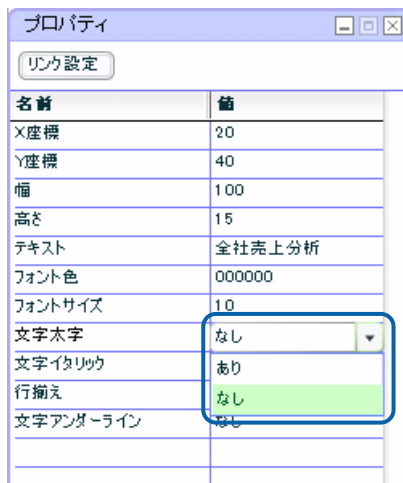 プロパティ
リンク設定
名前 値
X座標 20
Y座標 40
幅 100
高さ 15
テキスト 全社売上分析
フォント色 000000
フォントサイズ 10
文字太字 なし
文字イタリック あり
行揃え なし
文字アンダーライン なし